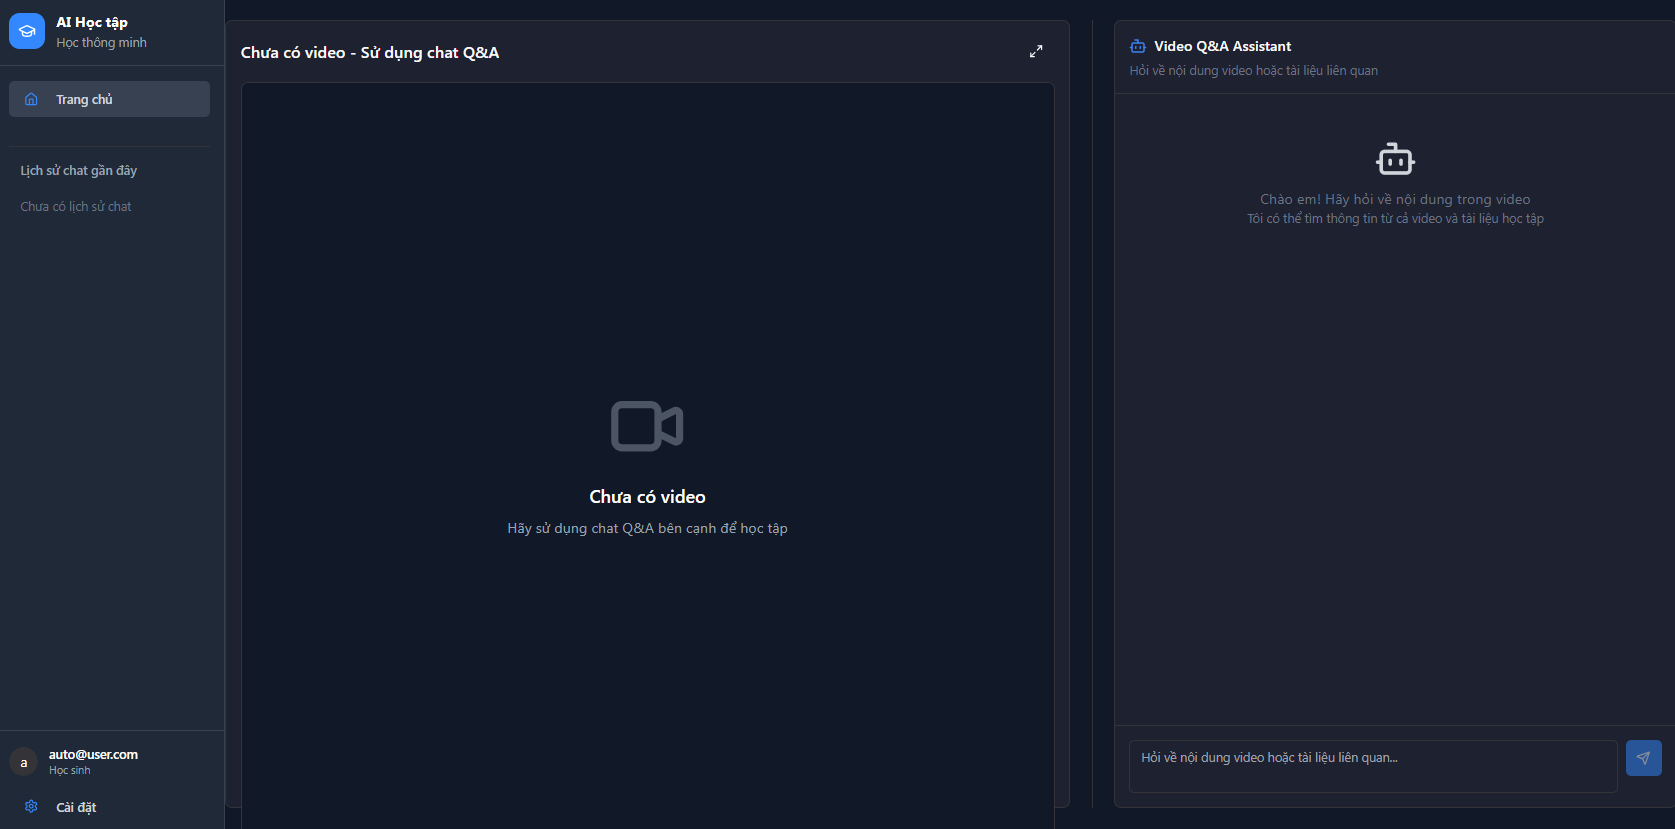 AI Học tập
Học thông minh
Trang chủ
Lịch sử chat gần đây
Chưa có lịch sử chat
a
auto@user.com
Học sinh
Cài đặt
Chưa có video - Sử dụng chat Q&A
Chưa có video
Hãy sử dụng chat Q&A bên cạnh để học tập
Video Q&A Assistant
Hỏi về nội dung video hoặc tài liệu liên quan
Chào em! Hãy hỏi về nội dung trong video
Tôi có thể tìm thông tin từ cả video và tài liệu học tập
Hỏi về nội dung video hoặc tài liệu liên quan...